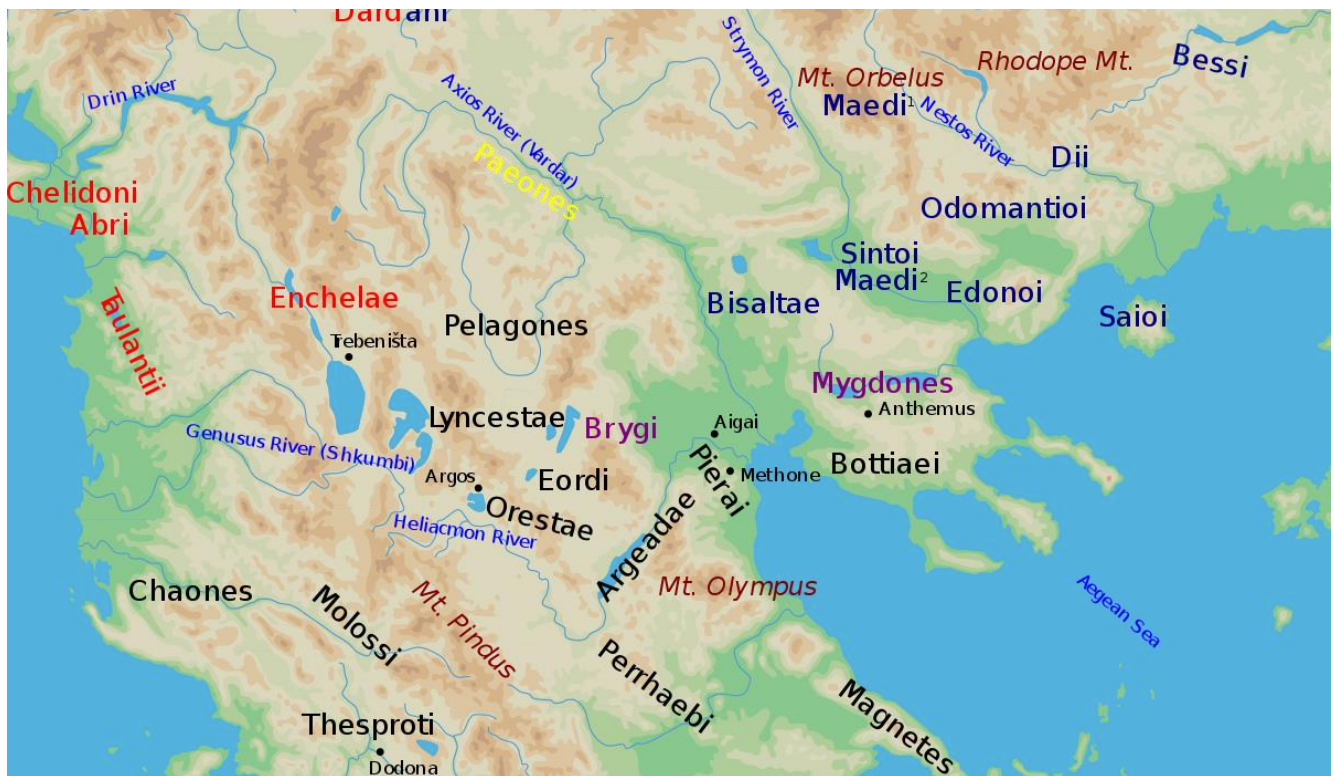 Dardani
Drin River
Axios River (Vardar)
Strymon River
Mt. Orbelus
Rhodope Mt.
Bessi
Maedi¹
Nestos River
Dii
Paeones
Chelidoni
Abri
Odomantioi
Sintoi
Maedi²
Edonoi
Saioi
Taulantii
Enchelae
Bisaltae
Pelagones
Trebeništa
Mygdones
Anthemus
Lyncestae
Brygi
Aigai
Genusus River (Shkumbi)
Bottiaei
Pierai
Methone
Argos
Eordi
Orestae
Heliacmon River
Argeadae
Mt. Olympus
Aegean Sea
Chaones
Molossi
Mt. Pindus
Perrhaebi
Magnetes
Thesproti
Dodona